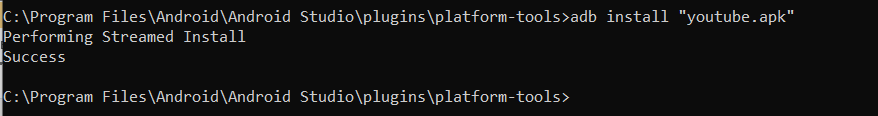 C:\Program Files\Android\Android Studio\plugins\platform-tools>adb install "youtube.apk"
Performing Streamed Install
Success
C:\Program Files\Android\Android Studio\plugins\platform-tools>